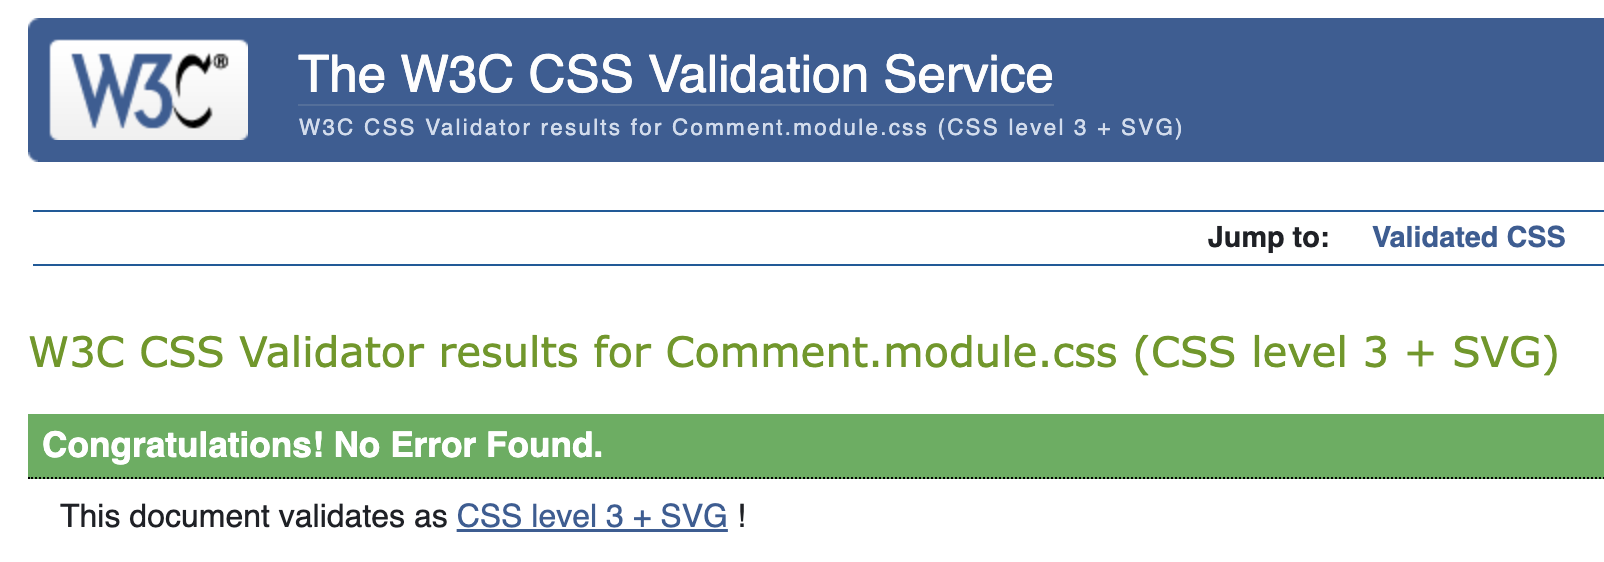 W3C®
The W3C CSS Validation Service
W3C CSS Validator results for Comment.module.css (CSS level 3 + SVG)
Jump to: Validated CSS
W3C CSS Validator results for Comment.module.css (CSS level 3 + SVG)
Congratulations! No Error Found.
This document validates as CSS level 3 + SVG !